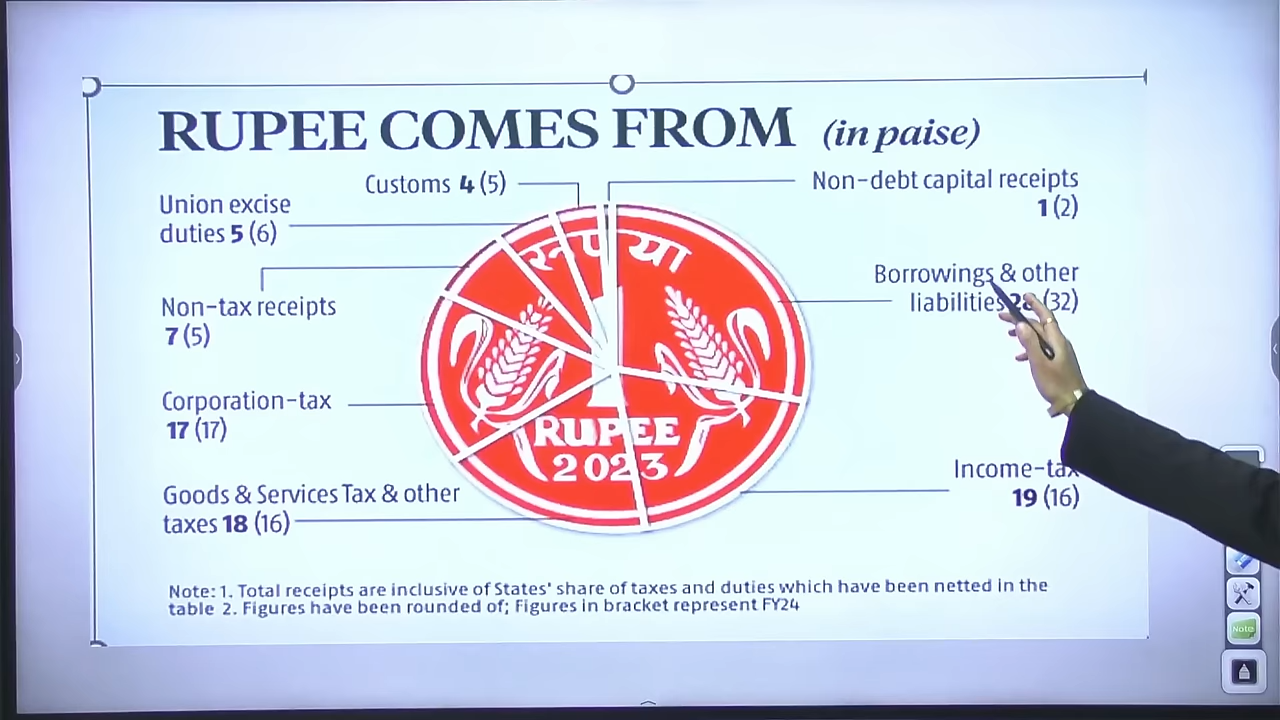 RUPEE COMES FROM (in paise)
Customs 4 (5)
Non-debt capital receipts
1 (2)
Union excise
duties 5 (6)
Borrowings & other
liabilities 28 (32)
Non-tax receipts
7 (5)
Corporation-tax
17 (17)
Income-tax
19 (16)
Goods & Services Tax & other
taxes 18 (16)
रुपया
1
RUPEE
2023
Note: 1. Total receipts are inclusive of States' share of taxes and duties which have been netted in the
table 2. Figures have been rounded of; Figures in bracket represent FY24
Note